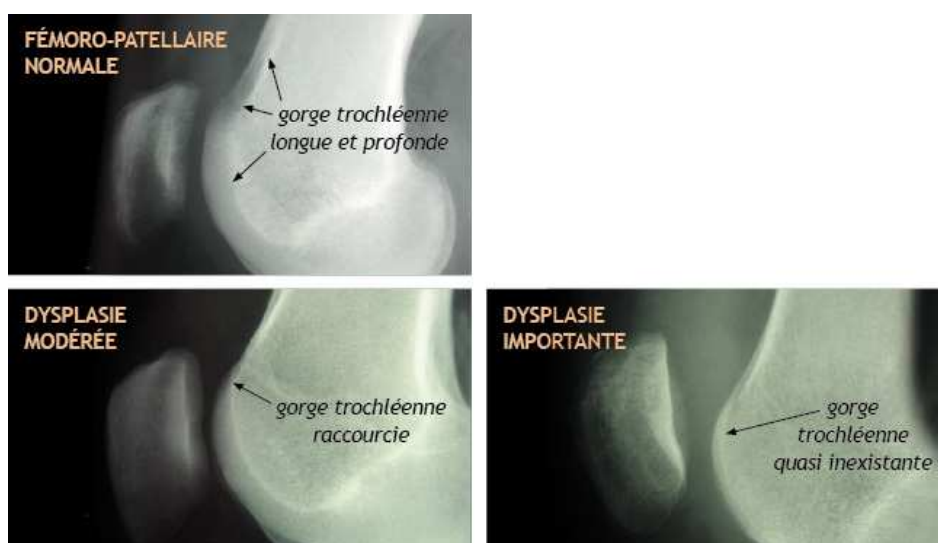 FÉMORO-PATELLAIRE
NORMALE
gorge trochléenne
longue et profonde
DYSPLASIE
MODÉRÉE
gorge trochléenne
raccourcie
DYSPLASIE
IMPORTANTE
gorge
trochléenne
quasi inexistante